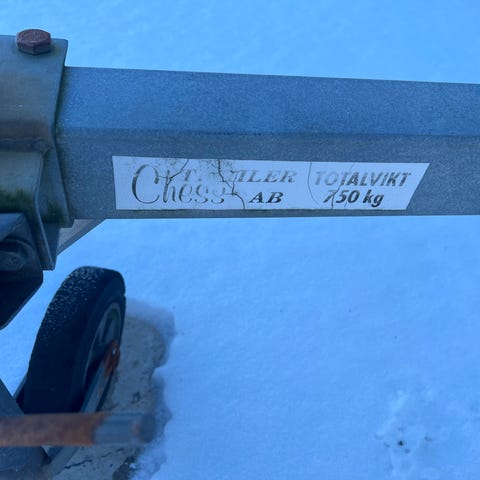 Chess
AB
TOTALVIKT
750 kg